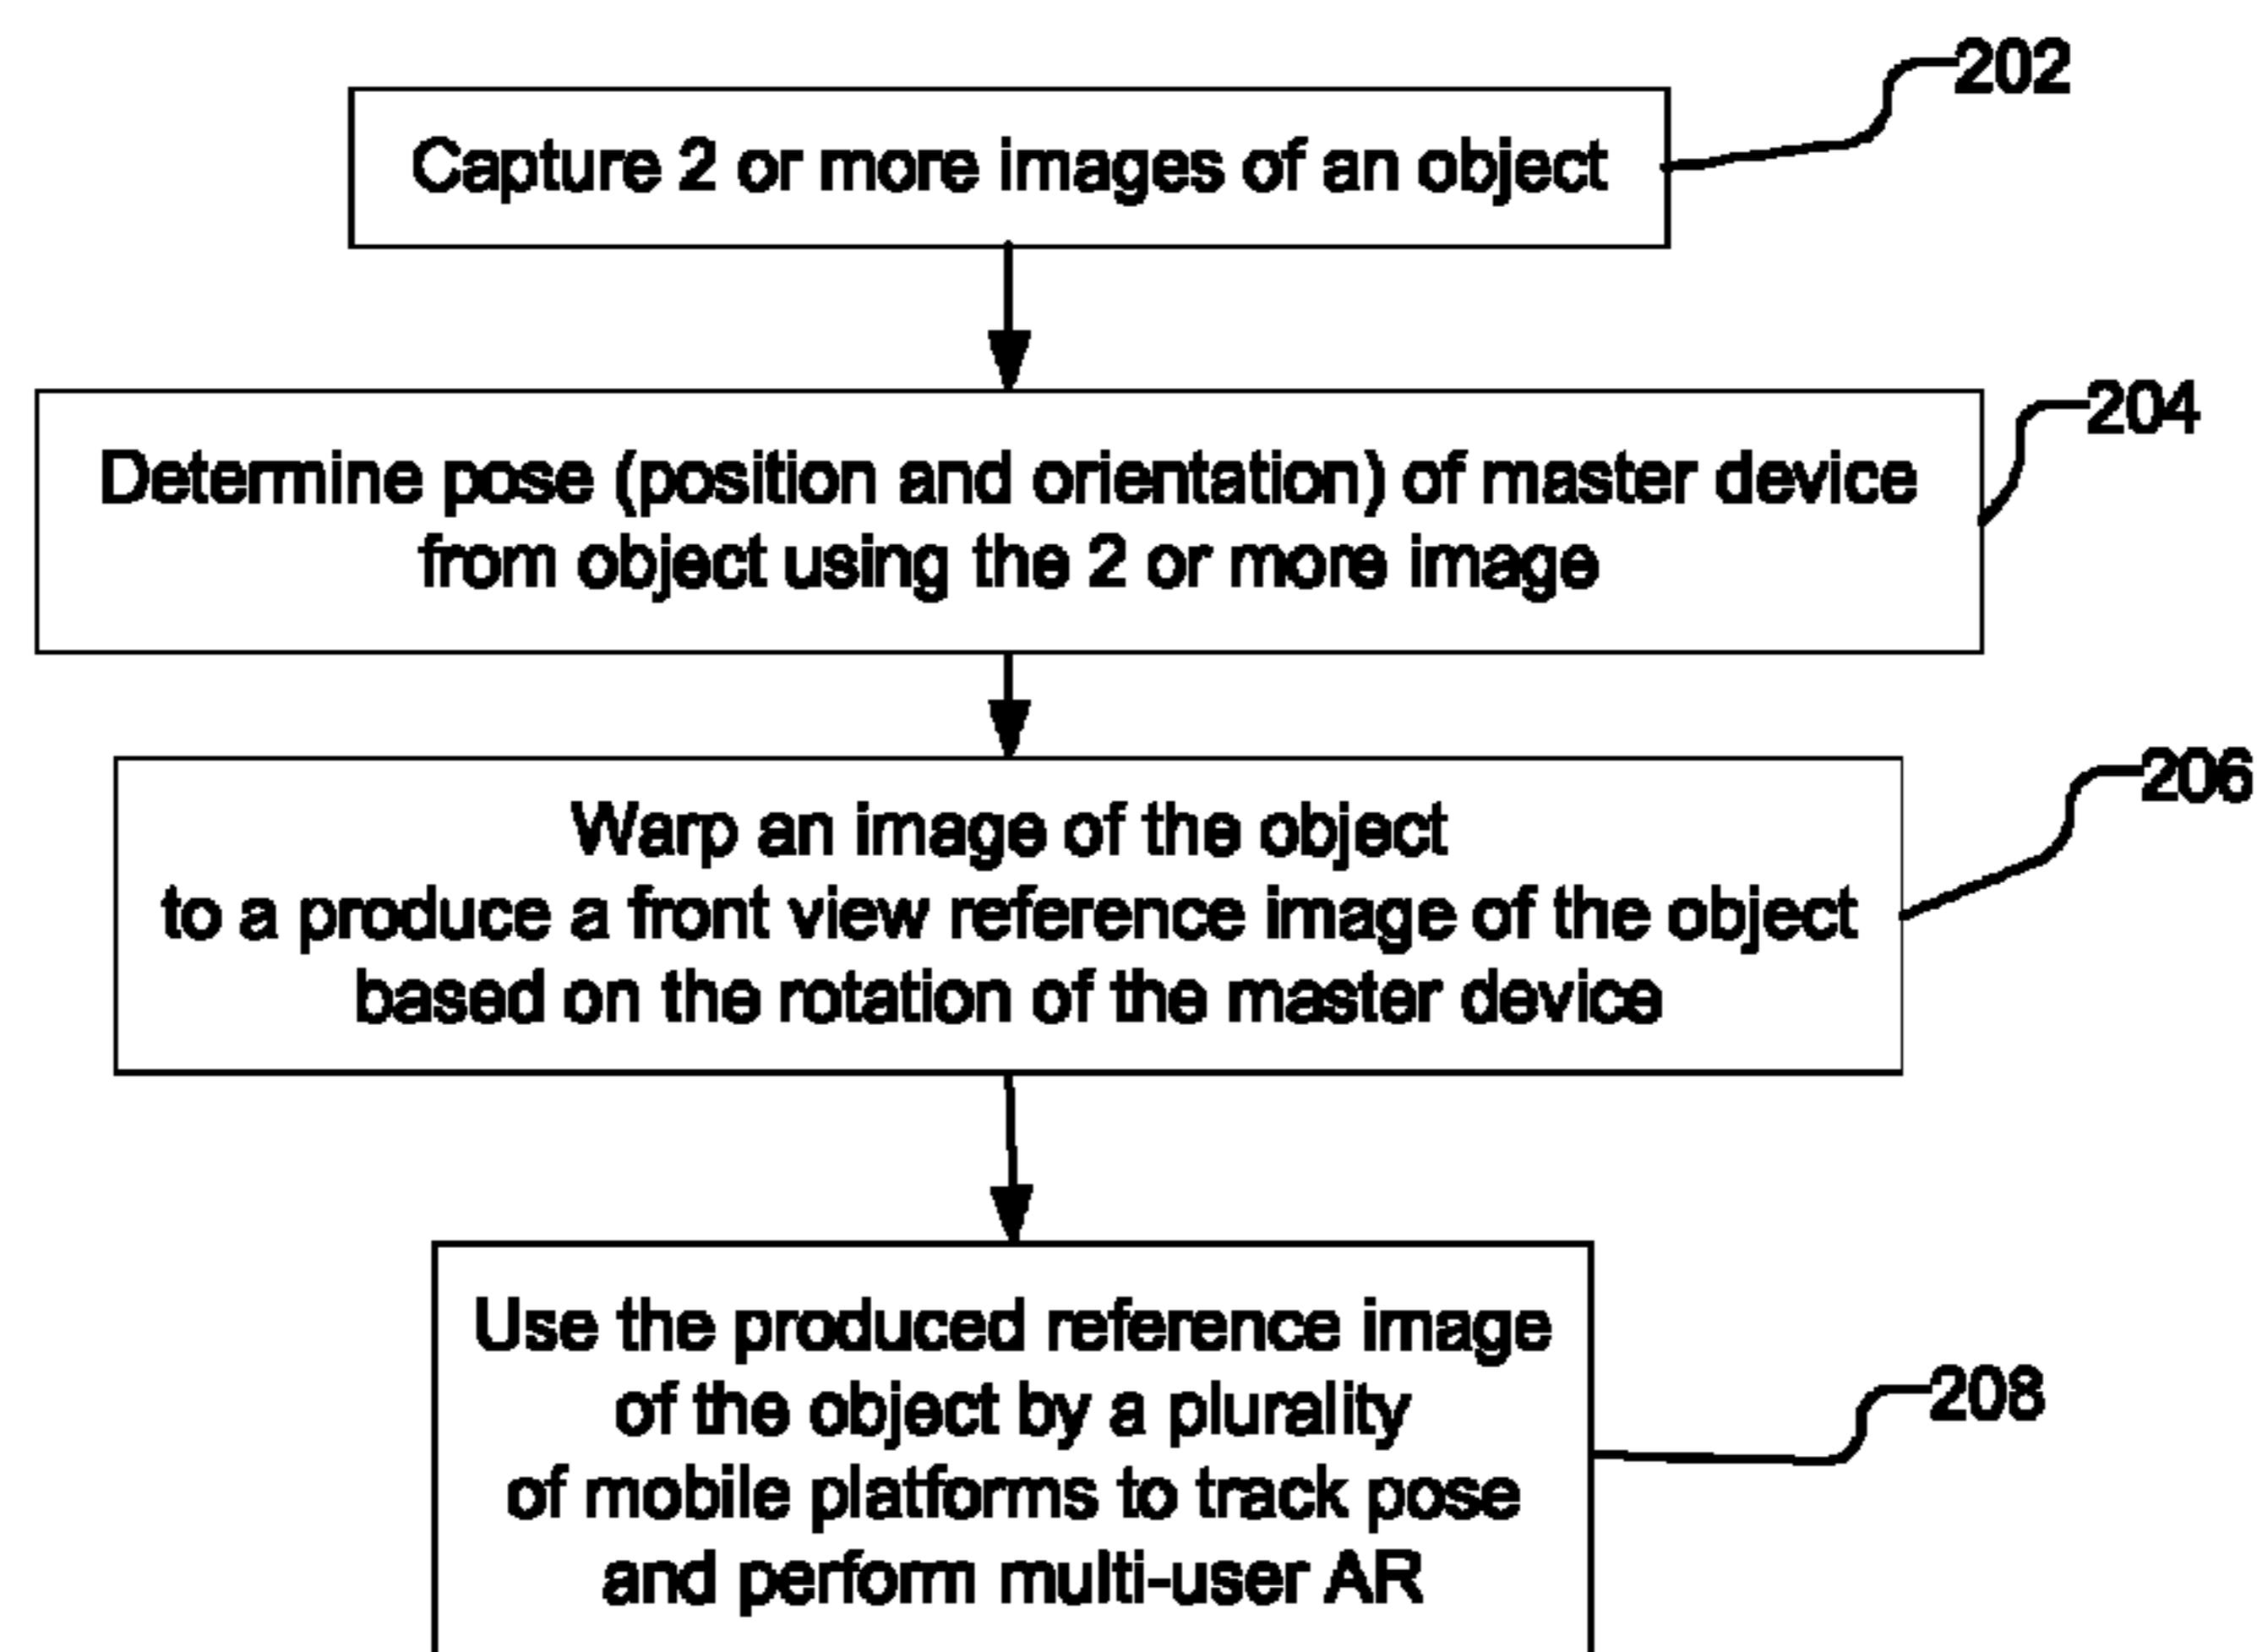 202
Capture 2 or more images of an object
204
Determine pose (position and orientation) of master device
from object using the 2 or more image
206
Warp an image of the object
to a produce a front view reference image of the object
based on the rotation of the master device
Use the produced reference image
of the object by a plurality
208
of mobile platforms to track pose
and perform multi-user AR